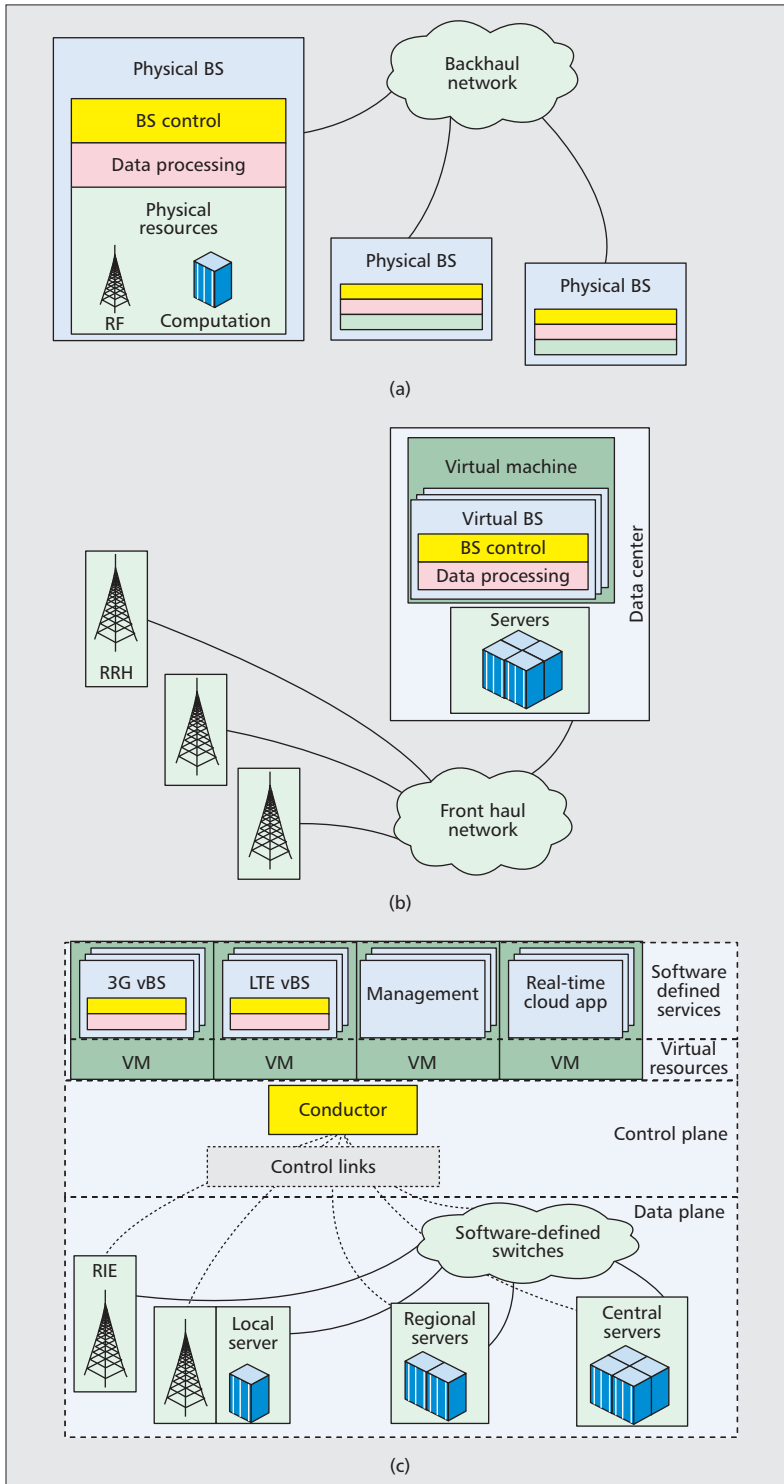 Physical BS
BS control
Data processing
Physical
resources
RF
Computation
Backhaul
network
Physical BS
Physical BS
(a)
Virtual machine
Virtual BS
BS control
Data processing
Servers
Data center
RRH
Front haul
network
(b)
3G vBS
LTE vBS
Management
Real-time
cloud app
Software
defined
services
VM
VM
VM
VM
Virtual
resources
Conductor
Control plane
Control links
Data plane
Software-defined
switches
RIE
Local
server
Regional
servers
Central
servers
(c)